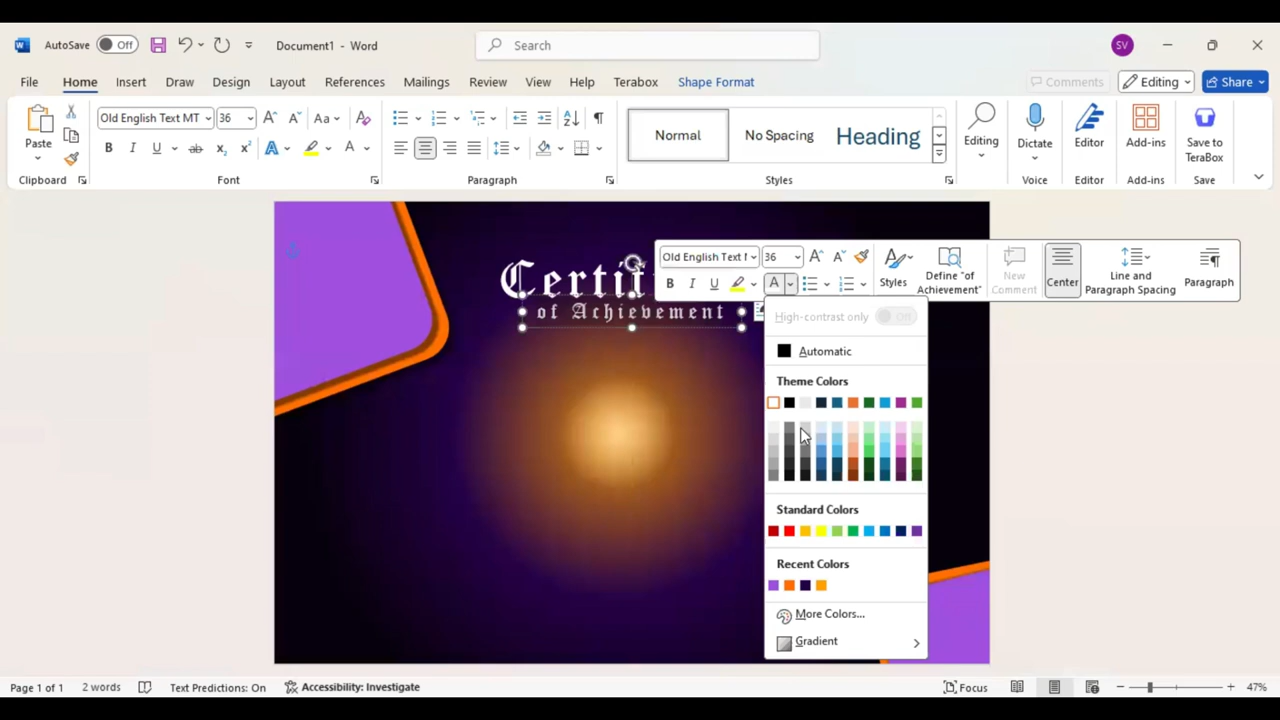 AutoSave Off Document1 - Word Search SV
File Home Insert Draw Design Layout References Mailings Review View Help Terabox Shape Format Comments Editing Share
Paste Old English Text MT 36 Aa Normal No Spacing Heading Editing Dictate Editor Add-ins Save to TeraBox
Clipboard Font Paragraph Styles Voice Editor Add-ins Save
Old English Text 36 Styles Define "of Achievement" New Comment Center Line and Paragraph Spacing Paragraph
of Achievement
High-contrast only Off
Automatic
Theme Colors
Standard Colors
Recent Colors
More Colors...
Gradient
Page 1 of 1 2 words Text Predictions: On Accessibility: Investigate Focus 47%